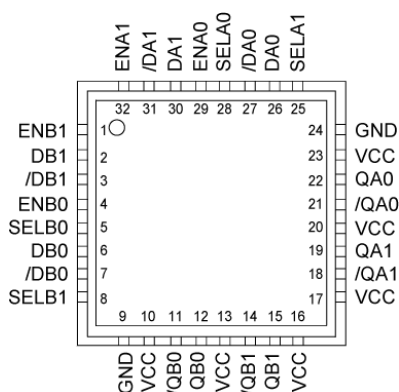 ENA1 /DA1 DA1 ENA0 SELA0 /DA0 DA0 SELA1
32 31 30 29 28 27 26 25
ENB1 1 24 GND
DB1 2 23 VCC
/DB1 3 22 QA0
ENB0 4 21 /QA0
SELB0 5 20 VCC
DB0 6 19 QA1
/DB0 7 18 /QA1
SELB1 8 17 VCC
9 10 11 12 13 14 15 16
GND VCC /QB0 QB0 VCC /QB1 QB1 VCC